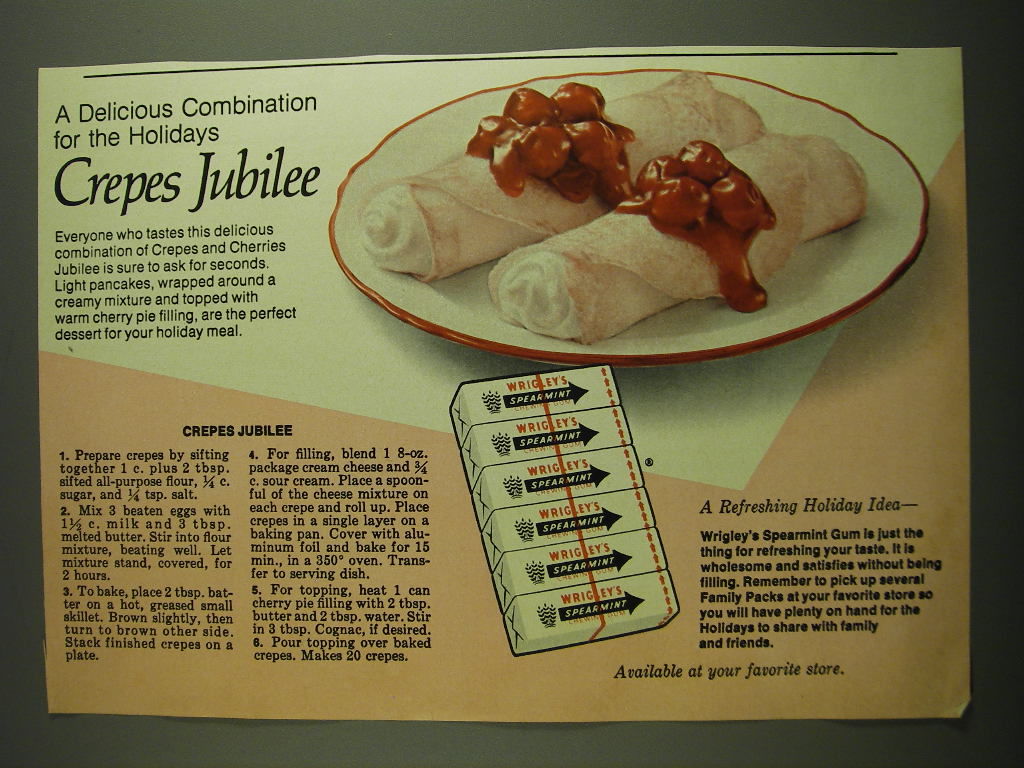 A Delicious Combination
for the Holidays
Crepes Jubilee
Everyone who tastes this delicious
combination of Crepes and Cherries
Jubilee is sure to ask for seconds.
Light pancakes, wrapped around a
creamy mixture and topped with
warm cherry pie filling, are the perfect
dessert for your holiday meal.
CREPES JUBILEE
1. Prepare crepes by sifting
together 1 c. plus 2 tbsp.
sifted all-purpose flour, ¼ c.
sugar, and ¼ tsp. salt.
2. Mix 3 beaten eggs with
1½ c. milk and 3 tbsp.
melted butter. Stir into flour
mixture, beating well. Let
mixture stand, covered, for
2 hours.
3. To bake, place 2 tbsp. bat-
ter on a hot, greased small
skillet. Brown slightly, then
turn to brown other side.
Stack finished crepes on a
plate.
4. For filling, blend 1 8-oz.
package cream cheese and ¾
c. sour cream. Place a spoon-
ful of the cheese mixture on
each crepe and roll up. Place
crepes in a single layer on a
baking pan. Cover with alu-
minum foil and bake for 15
min., in a 350° oven. Trans-
fer to serving dish.
5. For topping, heat 1 can
cherry pie filling with 2 tbsp.
butter and 2 tbsp. water. Stir
in 3 tbsp. Cognac, if desired.
6. Pour topping over baked
crepes. Makes 20 crepes.
WRIGLEY'S
SPEARMINT
CHEWING GUM
WRIGLEY'S
SPEARMINT
CHEWING GUM
WRIGLEY'S
SPEARMINT
CHEWING GUM
WRIGLEY'S
SPEARMINT
CHEWING GUM
WRIGLEY'S
SPEARMINT
CHEWING GUM
WRIGLEY'S
SPEARMINT
CHEWING GUM
®
A Refreshing Holiday Idea—
Wrigley's Spearmint Gum is just the
thing for refreshing your taste. It is
wholesome and satisfies without being
filling. Remember to pick up several
Family Packs at your favorite store so
you will have plenty on hand for the
Holidays to share with family
and friends.
Available at your favorite store.